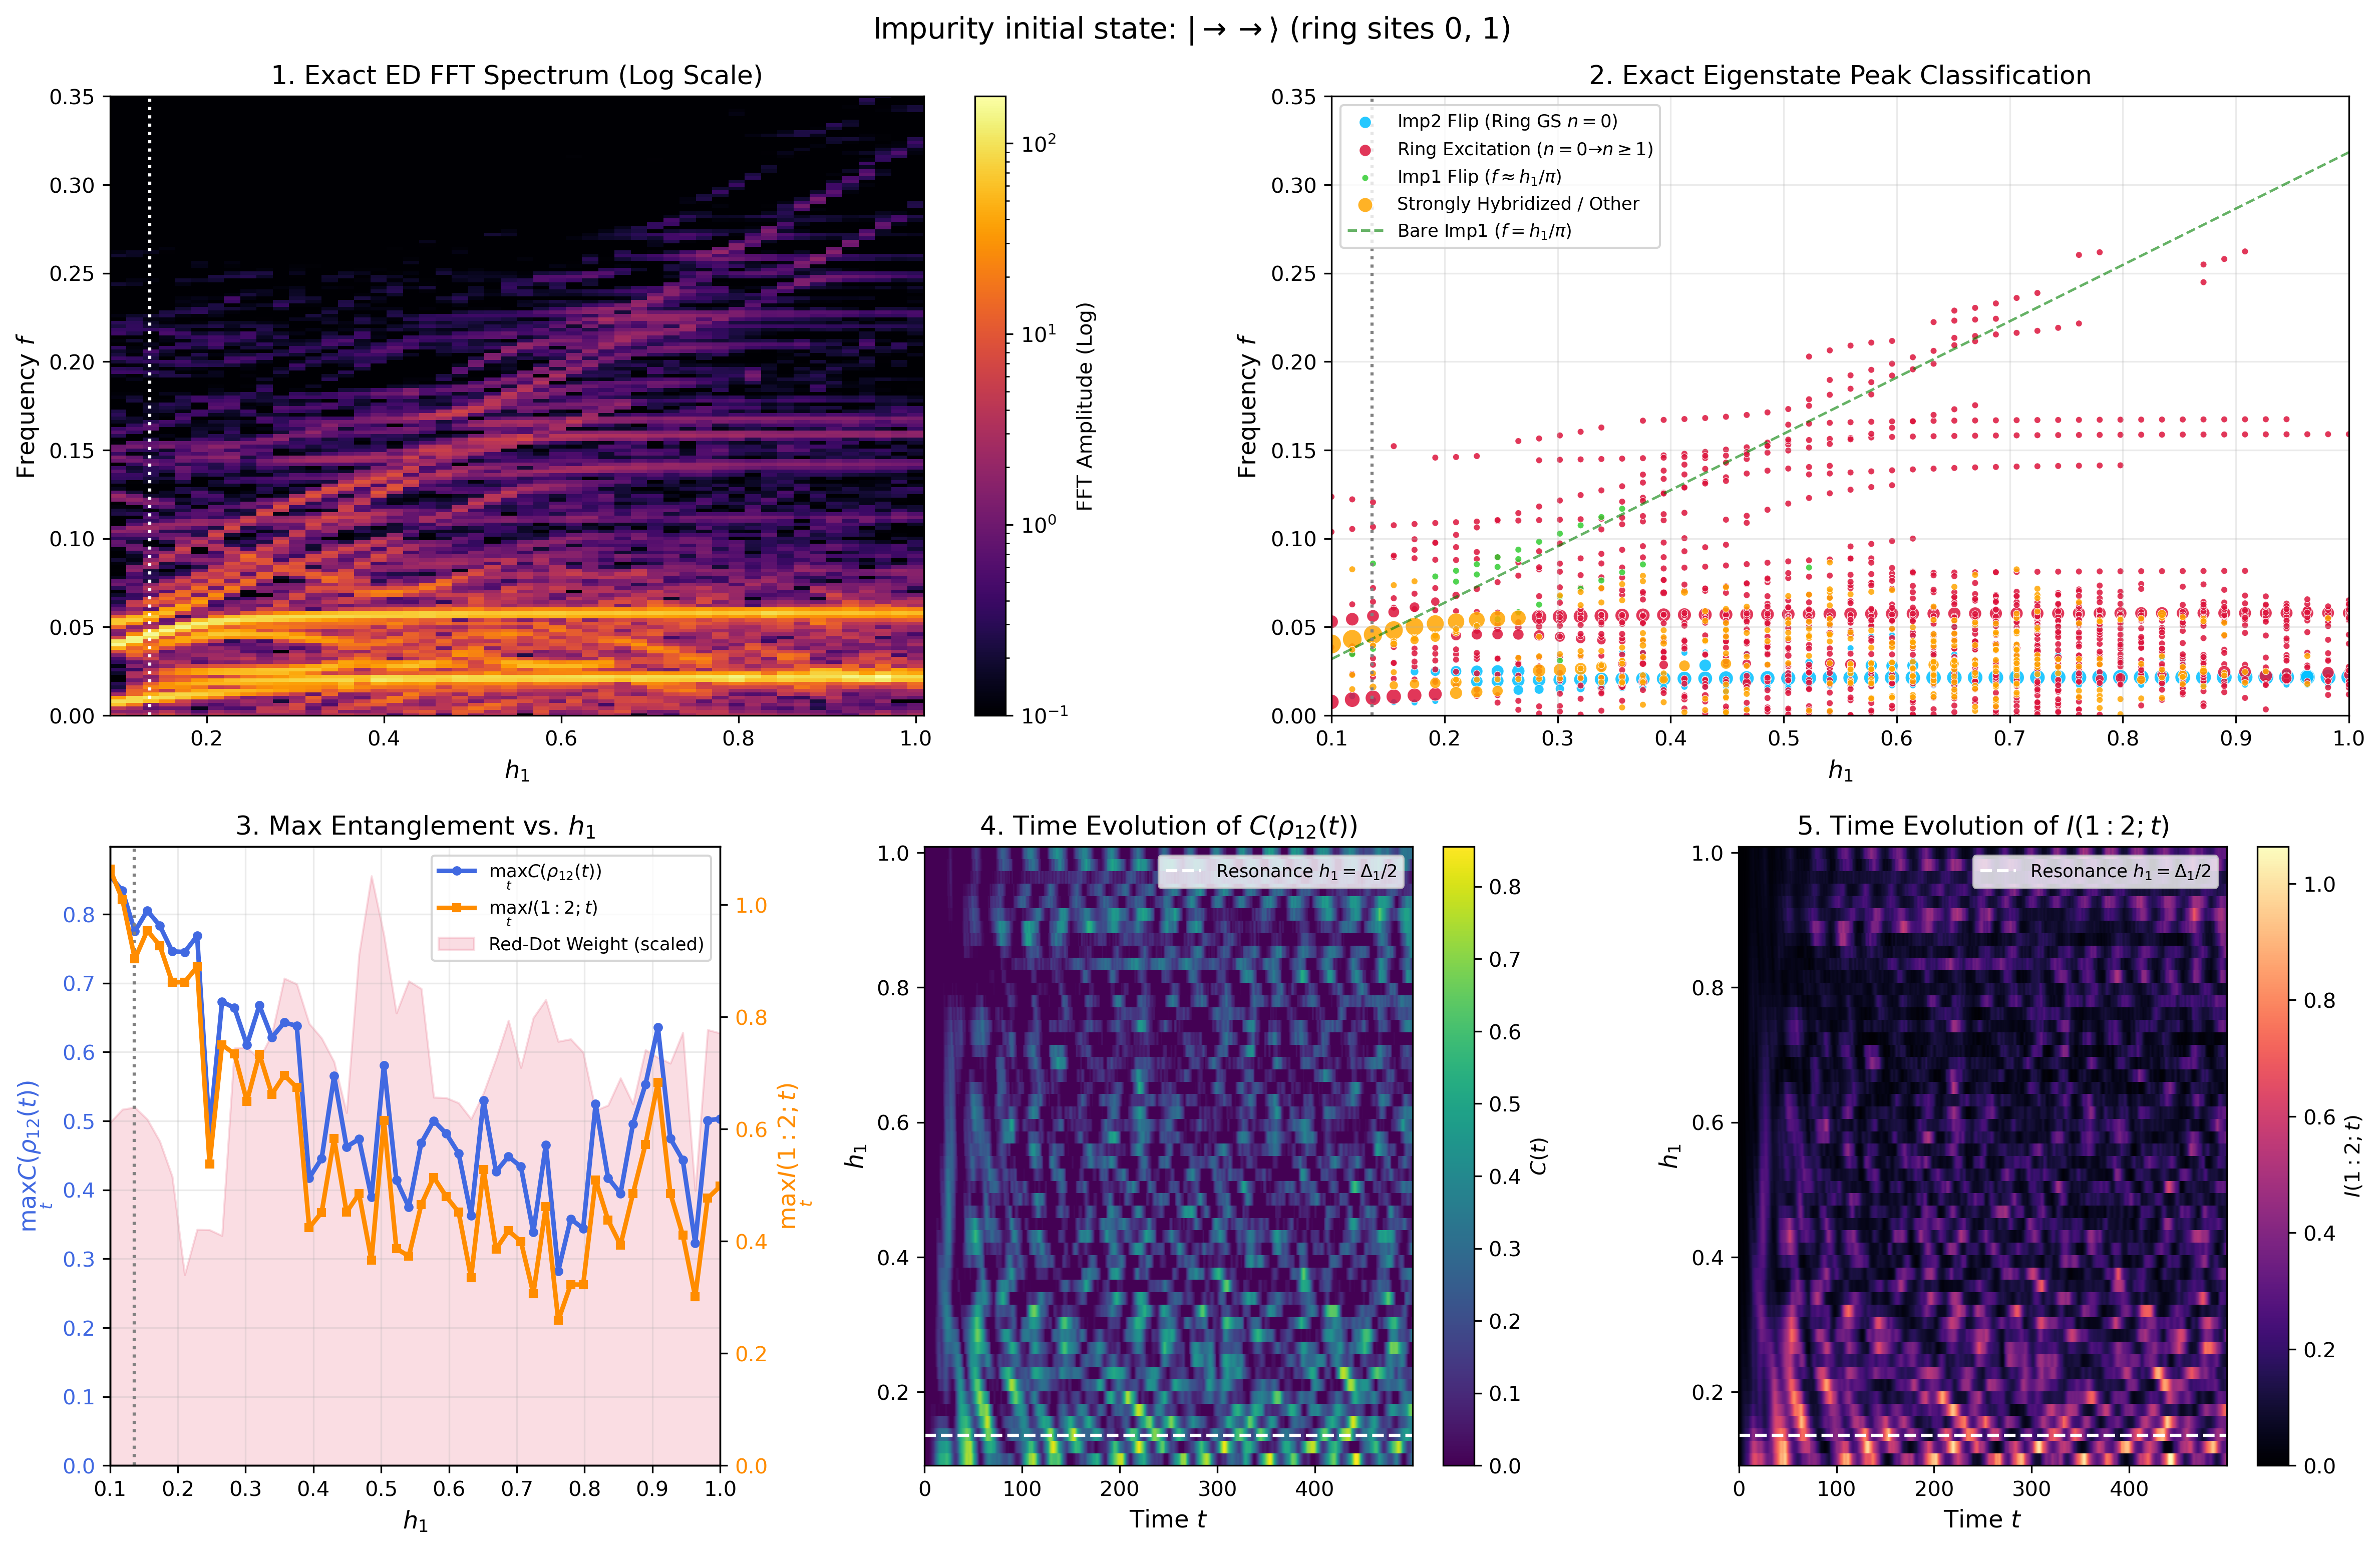 Impurity initial state: |→→⟩ (ring sites 0, 1)
1. Exact ED FFT Spectrum (Log Scale)
Frequency f
0.35
0.30
0.25
0.20
0.15
0.10
0.05
0.00
0.2
0.4
0.6
0.8
1.0
h₁
10²
10¹
10⁰
10⁻¹
FFT Amplitude (Log)
2. Exact Eigenstate Peak Classification
Frequency f
0.35
0.30
0.25
0.20
0.15
0.10
0.05
0.00
Imp2 Flip (Ring GS n = 0)
Ring Excitation (n = 0→n ≥ 1)
Imp1 Flip (f ≈ h₁/π)
Strongly Hybridized / Other
Bare Imp1 (f = h₁/π)
0.1
0.2
0.3
0.4
0.5
0.6
0.7
0.8
0.9
1.0
h₁
3. Max Entanglement vs. h₁
max C(ρ₁₂(t))
t
0.8
0.7
0.6
0.5
0.4
0.3
0.2
0.1
0.0
max C(ρ₁₂(t))
t
max I(1 : 2; t)
t
Red-Dot Weight (scaled)
1.0
0.8
0.6
0.4
0.2
0.0
max I(1 : 2; t)
t
0.1
0.2
0.3
0.4
0.5
0.6
0.7
0.8
0.9
1.0
h₁
4. Time Evolution of C(ρ₁₂(t))
h₁
1.0
0.8
0.6
0.4
0.2
Resonance h₁ = Δ₁/2
0
100
200
300
400
Time t
0.8
0.7
0.6
0.5
0.4
0.3
0.2
0.1
0.0
C(t)
5. Time Evolution of I(1 : 2; t)
h₁
1.0
0.8
0.6
0.4
0.2
Resonance h₁ = Δ₁/2
0
100
200
300
400
Time t
1.0
0.8
0.6
0.4
0.2
0.0
I(1 : 2; t)